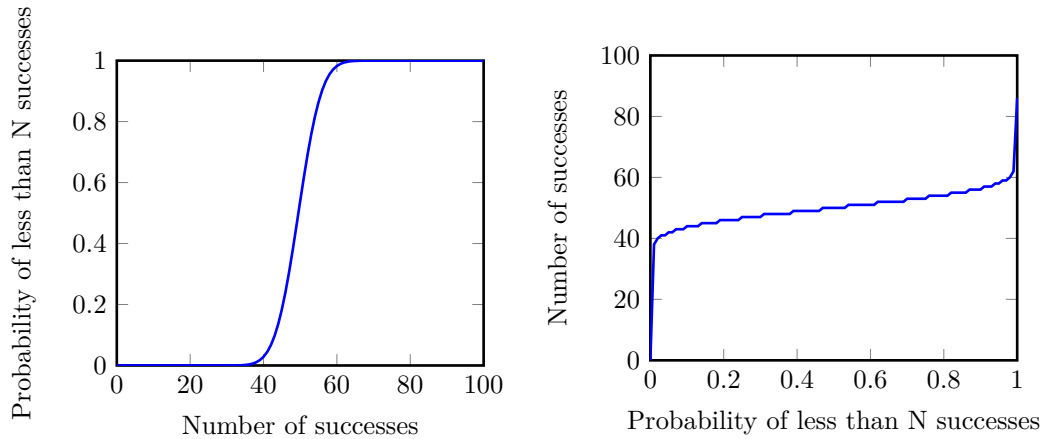 Probability of less than N successes
1
0.8
0.6
0.4
0.2
0
0 20 40 60 80 100
Number of successes
Number of successes
100
80
60
40
20
0
0 0.2 0.4 0.6 0.8 1
Probability of less than N successes